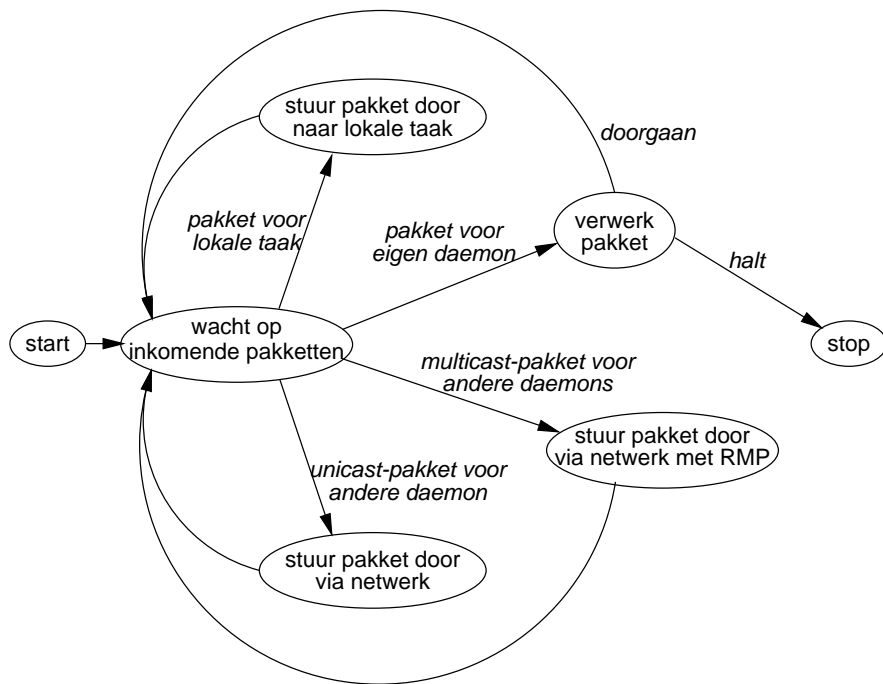 stuur pakket door
naar lokale taak
doorgaan
pakket voor
lokale taak
pakket voor
eigen daemon
verwerk
pakket
halt
start
wacht op
inkomende pakketten
stop
multicast-pakket voor
andere daemons
stuur pakket door
via netwerk met RMP
unicast-pakket voor
andere daemon
stuur pakket door
via netwerk